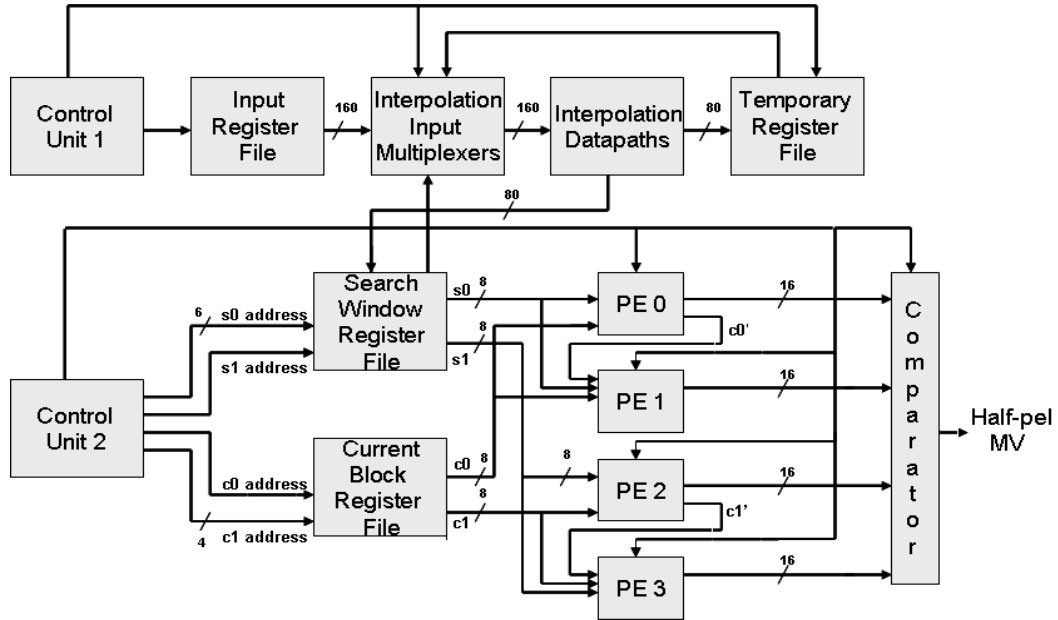 Control
Unit 1
Input
Register
File
160
Interpolation
Input
Multiplexers
160
Interpolation
Datapaths
80
Temporary
Register
File
80
Search
Window
Register
File
6
s0 address
s1 address
s0
8
8
s1
PE 0
16
c0'
PE 1
16
Control
Unit 2
Current
Block
Register
File
c0 address
4
c1 address
c0
8
8
c1
8
PE 2
16
c1'
PE 3
16
Comparator
Half-pel
MV